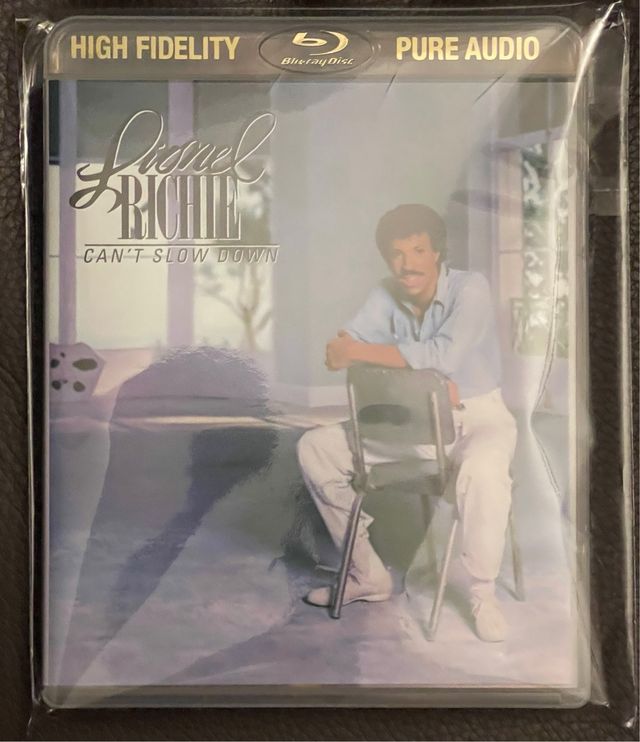 HIGH FIDELITY Blu-ray Disc PURE AUDIO
Lionel
RICHIE
CAN'T SLOW DOWN